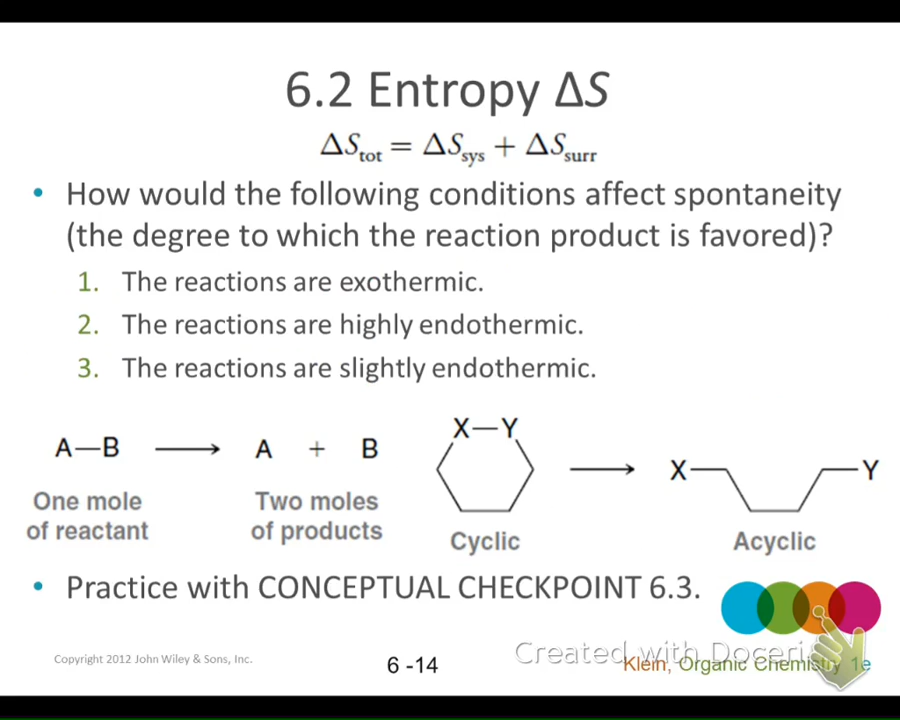 6.2 Entropy ΔS
ΔStot = ΔSsys + ΔSsurr
• How would the following conditions affect spontaneity
(the degree to which the reaction product is favored)?
1. The reactions are exothermic.
2. The reactions are highly endothermic.
3. The reactions are slightly endothermic.
A—B ⟶ A + B
One mole
of reactant
Two moles
of products
X—Y
Cyclic
⟶
X Y
Acyclic
• Practice with CONCEPTUAL CHECKPOINT 6.3.
Copyright 2012 John Wiley & Sons, Inc.
6 -14
Created with Doceri
Klein, Organic Chemistry 1e